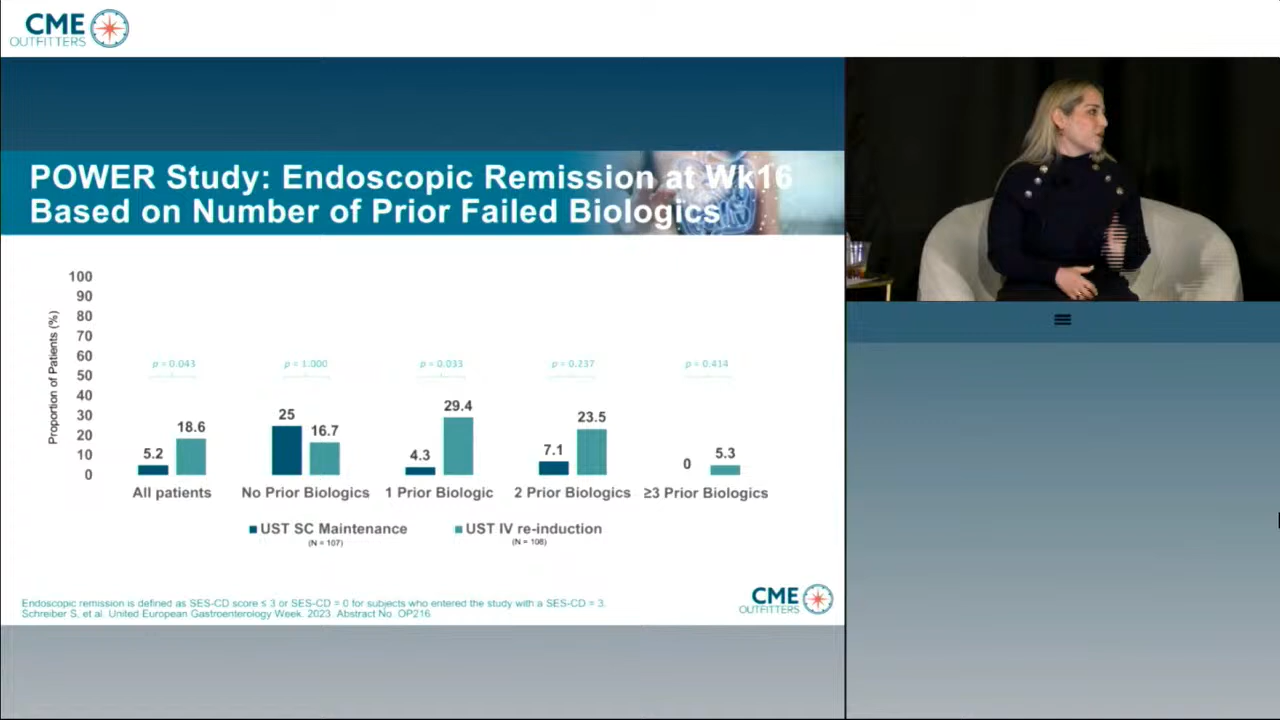 CME
OUTFITTERS
POWER Study: Endoscopic Remission at Wk16
Based on Number of Prior Failed Biologics
Proportion of Patients (%)
100
90
80
70
60
50
40
30
20
10
0
p = 0.043
p = 1.000
p = 0.033
p = 0.237
p = 0.414
5.2
18.6
25
16.7
4.3
29.4
7.1
23.5
0
5.3
All patients
No Prior Biologics
1 Prior Biologic
2 Prior Biologics
≥3 Prior Biologics
UST SC Maintenance
(N = 107)
UST IV re-induction
(N = 108)
Endoscopic remission is defined as SES-CD score ≤ 3 or SES-CD = 0 for subjects who entered the study with a SES-CD = 3.
Schreiber S, et al. United European Gastroenterology Week. 2023. Abstract No. OP216
CME
OUTFITTERS